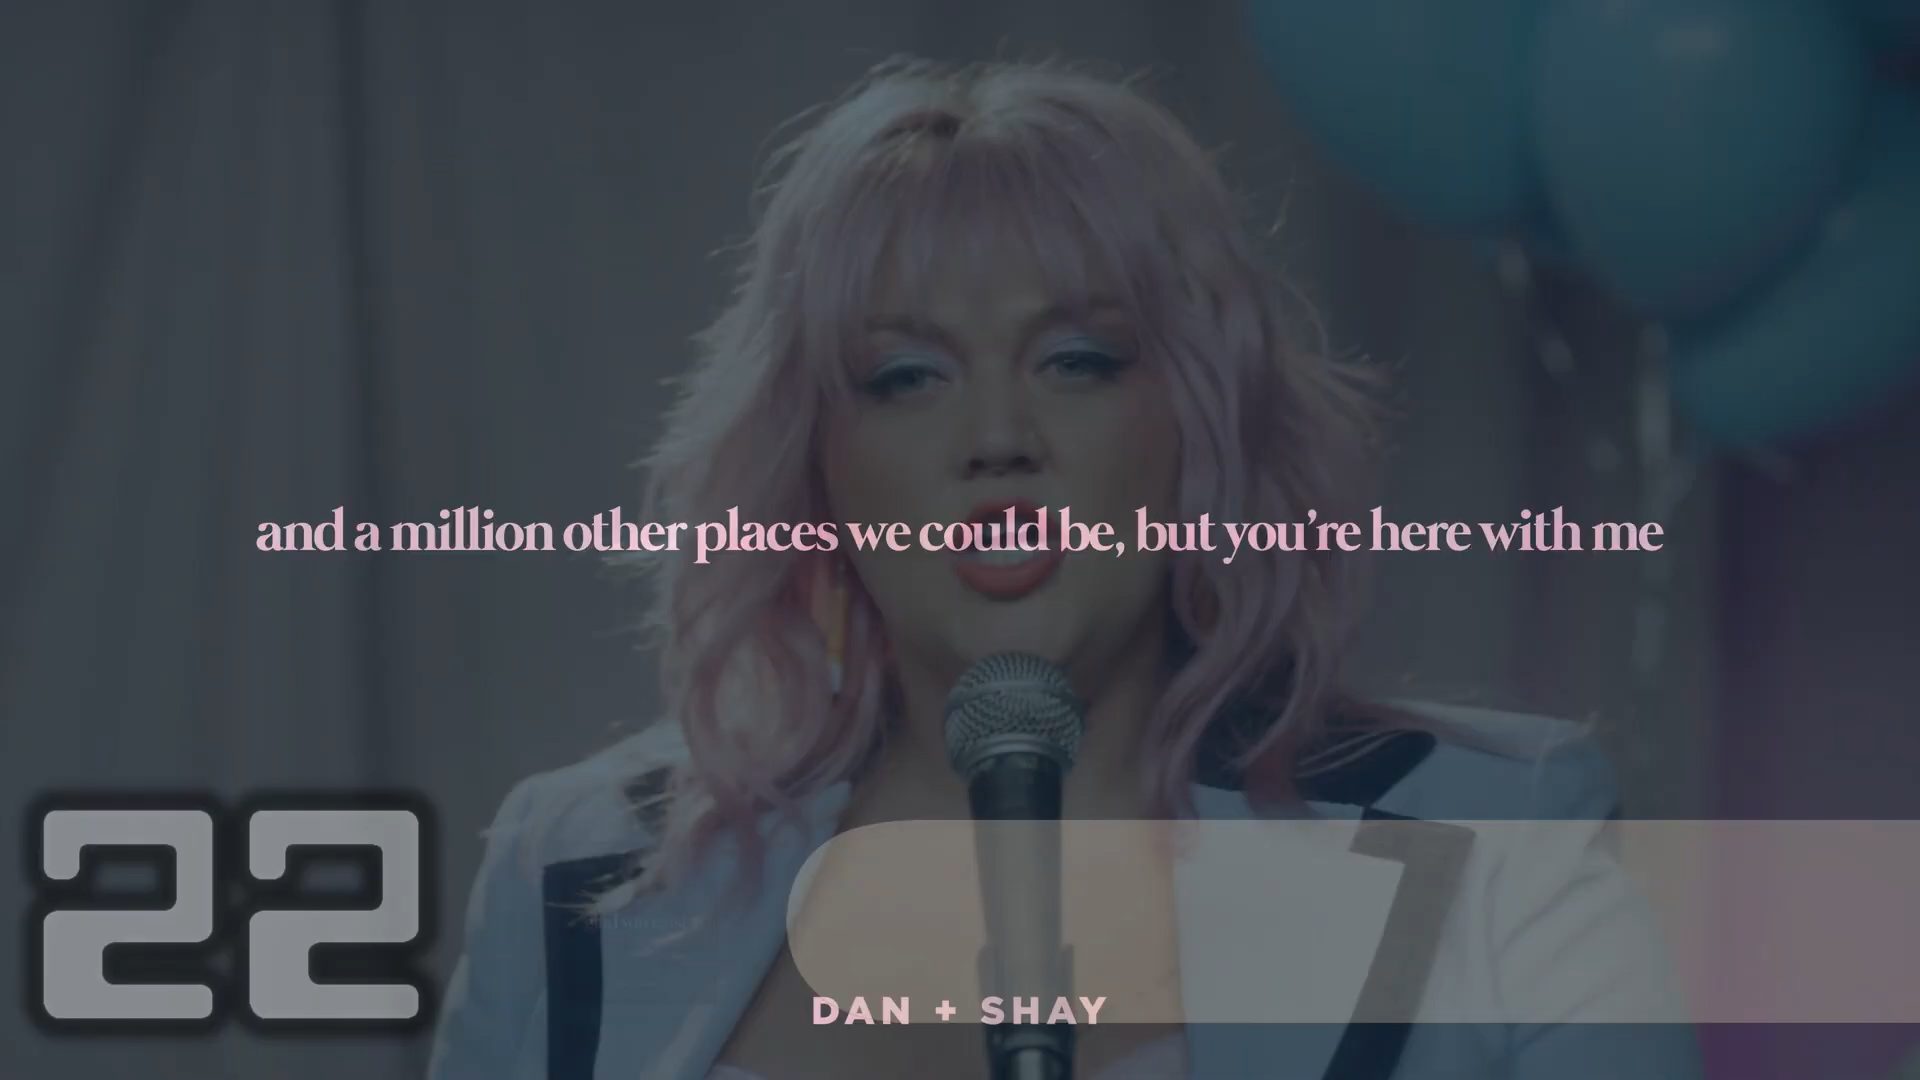 and a million other places we could be, but you're here with me
22
DAN + SHAY